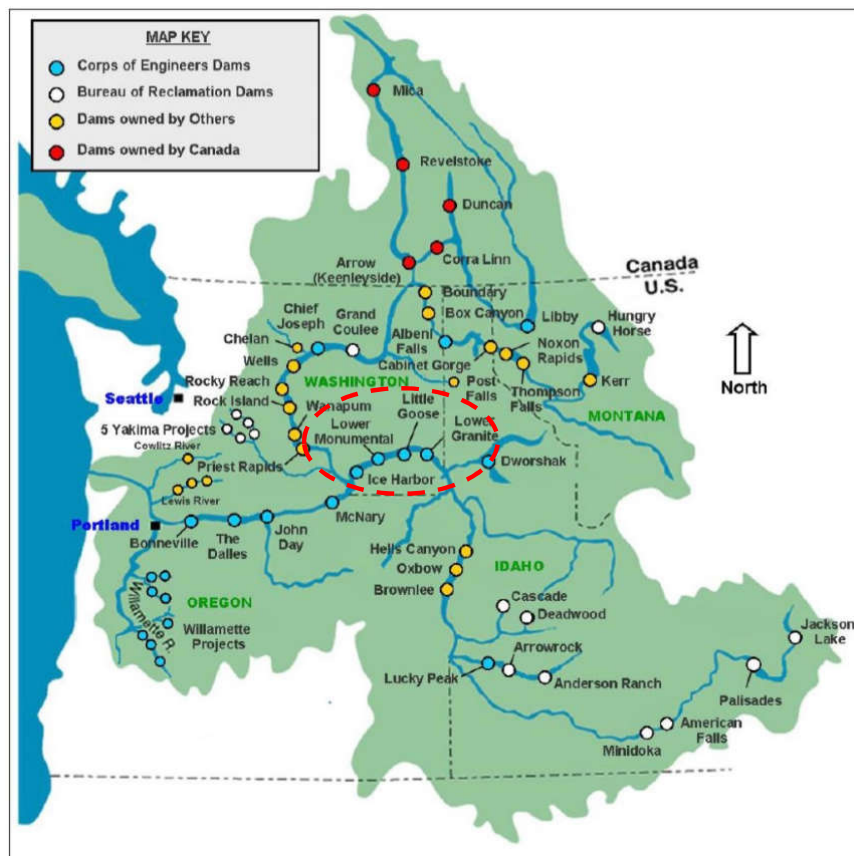 MAP KEY
Corps of Engineers Dams
Bureau of Reclamation Dams
Dams owned by Others
Dams owned by Canada
Mica
Revelstoke
Duncan
Corra Linn
Arrow
(Keenleyside)
Canada
U.S.
Boundary
Box Canyon
Libby
Hungry
Horse
Chief
Joseph
Grand
Coulee
Albeni
Falls
Chelan
Wells
Cabinet Gorge
Noxon
Rapids
Kerr
North
Rocky Reach
WASHINGTON
Post
Falls
Thompson
Falls
Seattle
Rock Island
Little
Goose
MONTANA
Wanapum
Lower
Monumental
Lower
Granite
5 Yakima Projects
Cowlitz River
Priest Rapids
Ice Harbor
Dworshak
Lewis River
Portland
McNary
Bonneville
The
Dalles
John
Day
Hells Canyon
Oxbow
IDAHO
Brownlee
Cascade
Deadwood
OREGON
Willamette R.
Willamette
Projects
Jackson
Lake
Arrowrock
Lucky Peak
Anderson Ranch
Palisades
American
Falls
Minidoka